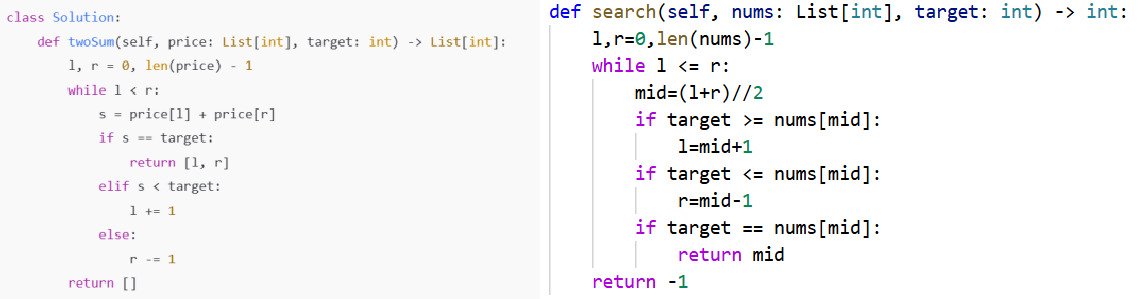 class Solution:
    def twoSum(self, price: List[int], target: int) -> List[int]:
        l, r = 0, len(price) - 1
        while l < r:
            s = price[l] + price[r]
            if s == target:
                return [l, r]
            elif s < target:
                l += 1
            else:
                r -= 1
        return []
def search(self, nums: List[int], target: int) -> int:
    l,r=0,len(nums)-1
    while l <= r:
        mid=(l+r)//2
        if target >= nums[mid]:
            l=mid+1
        if target <= nums[mid]:
            r=mid-1
        if target == nums[mid]:
            return mid
    return -1